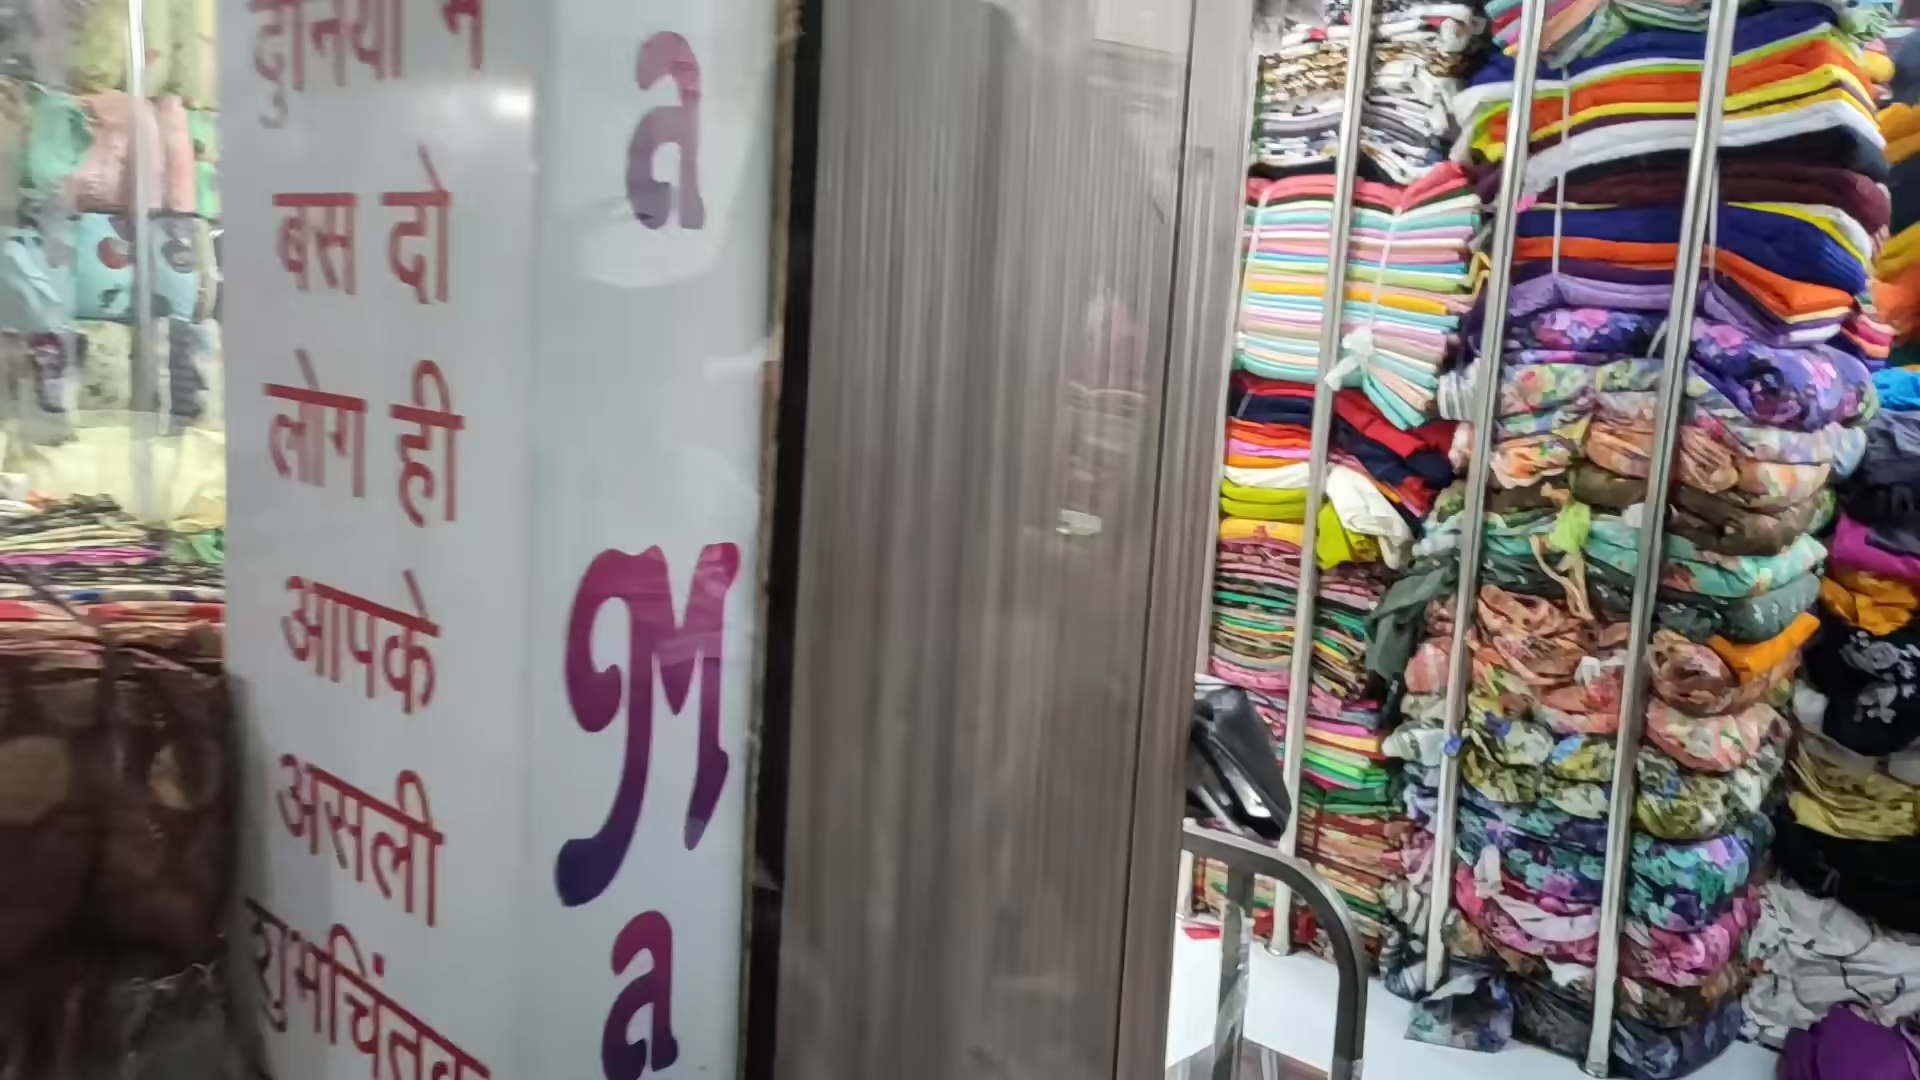 दुनिया में
बस दो
लोग ही
आपके
असली
शुभचिंतक
a
M
a